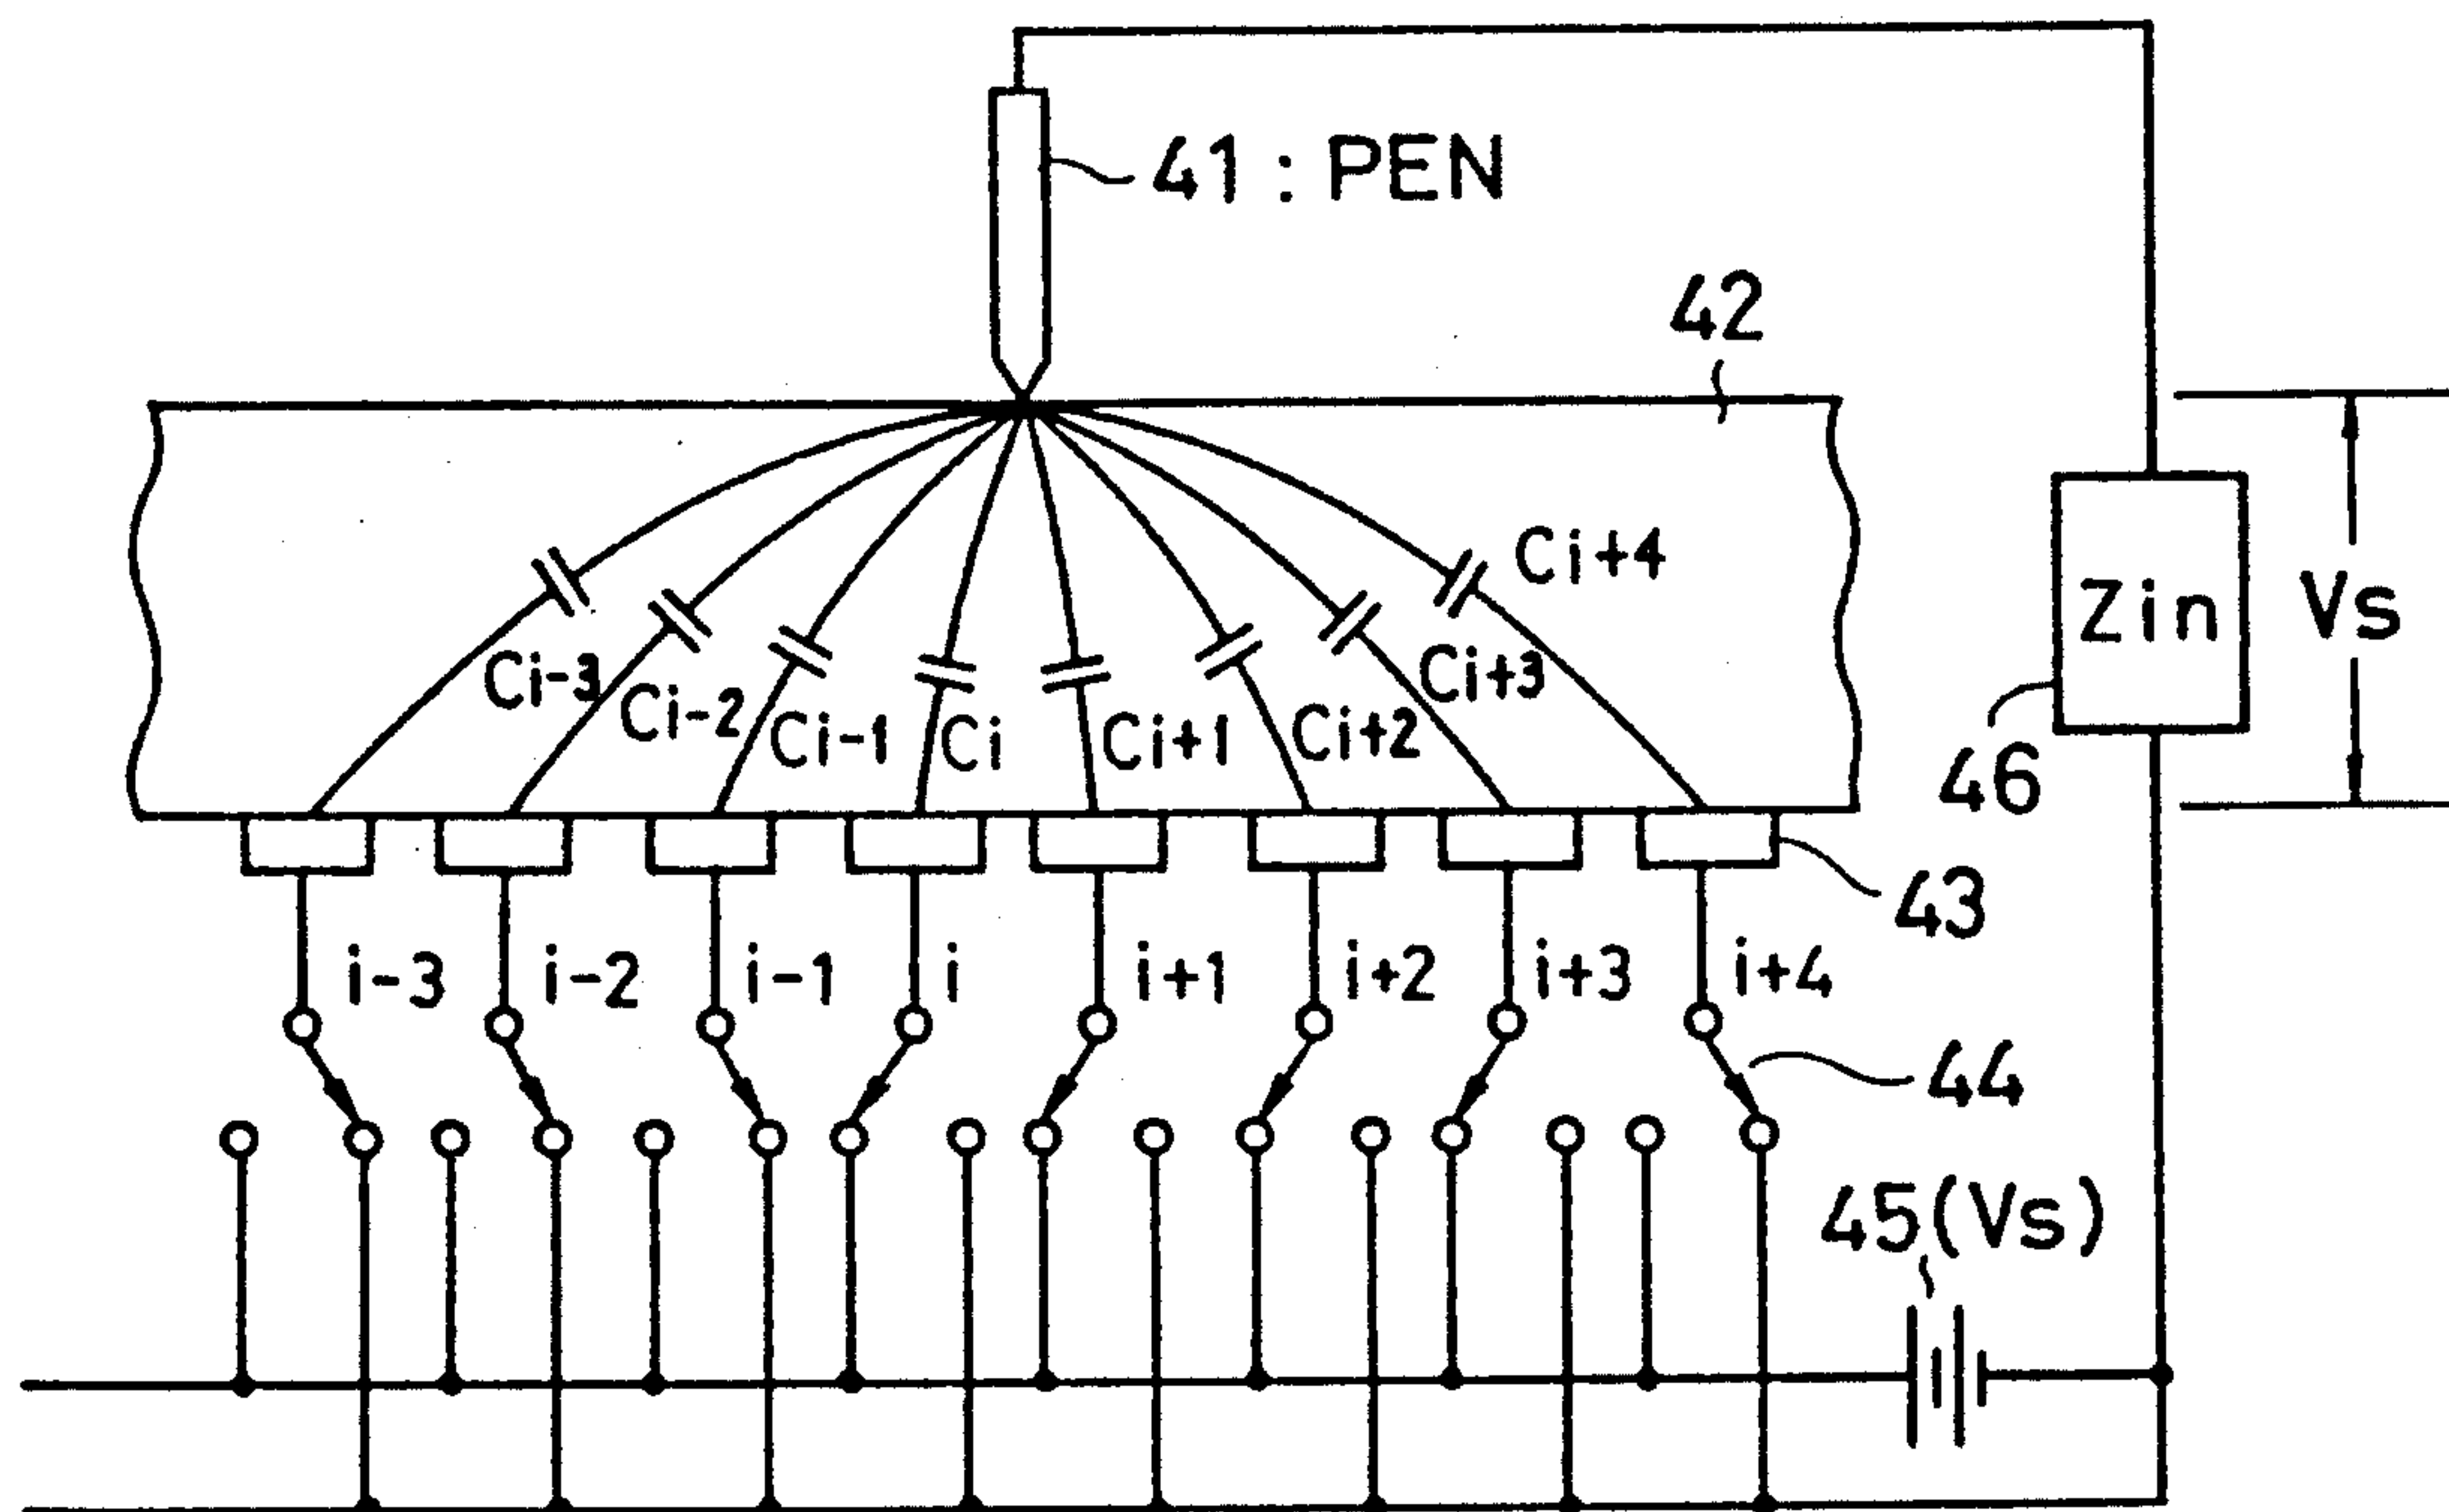 41 : PEN
42
Ci+4
Zin
Vs
Ci-3
Ci-2
Ci-1
Ci
Ci+1
Ci+2
Ci+3
46
43
i-3
i-2
i-1
i
i+1
i+2
i+3
i+4
44
45(Vs)